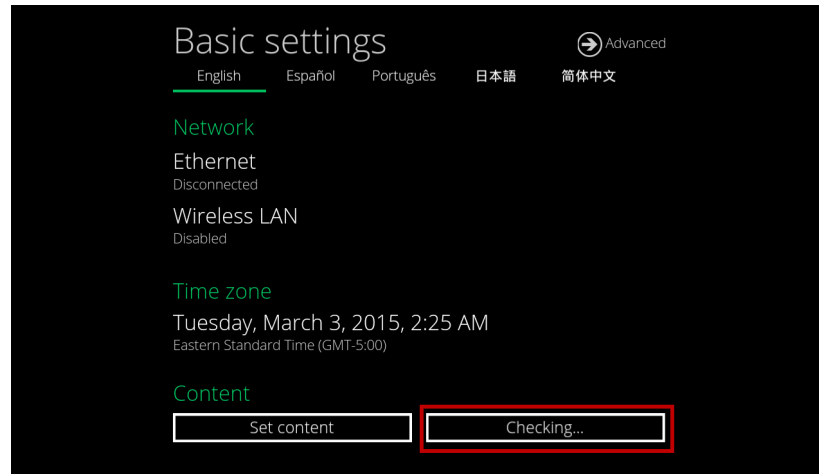 Basic settings
Advanced
English Español Português 日本語 简体中文
Network
Ethernet
Disconnected
Wireless LAN
Disabled
Time zone
Tuesday, March 3, 2015, 2:25 AM
Eastern Standard Time (GMT-5:00)
Content
Set content Checking...